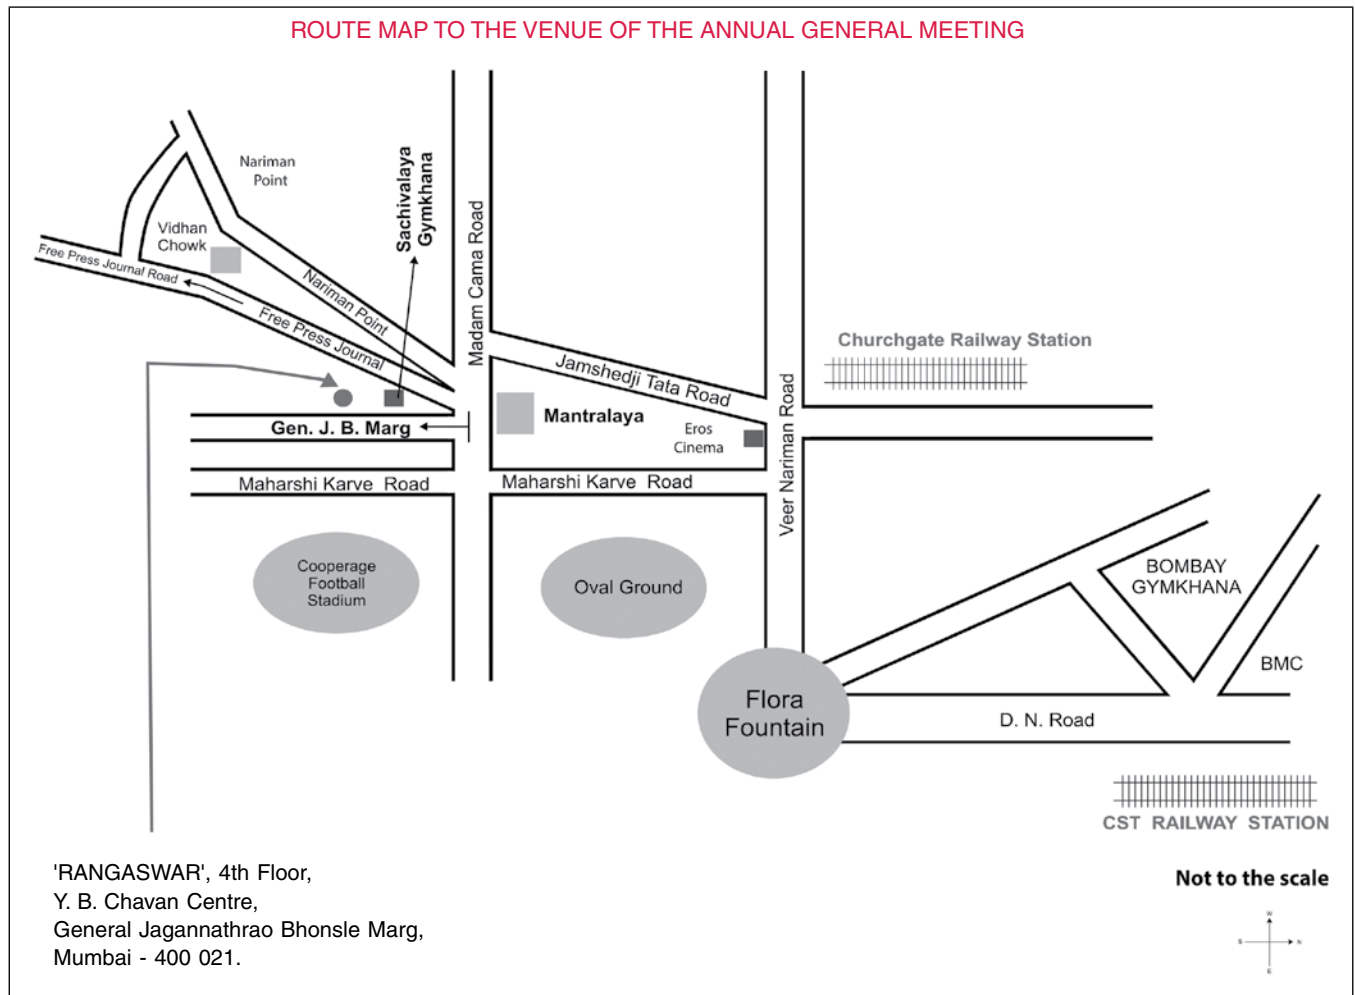 ROUTE MAP TO THE VENUE OF THE ANNUAL GENERAL MEETING
Nariman
Point
Sachivalaya
Gymkhana
Vidhan
Chowk
Madam Cama Road
Free Press Journal Road
Nariman Point
Free Press Journal
Churchgate Railway Station
Jamshedji Tata Road
Veer Nariman Road
Mantralaya
Gen. J. B. Marg
Eros
Cinema
Maharshi Karve Road
Maharshi Karve Road
Cooperage
Football
Stadium
Oval Ground
BOMBAY
GYMKHANA
BMC
Flora
Fountain
D. N. Road
CST RAILWAY STATION
'RANGASWAR', 4th Floor,
Y. B. Chavan Centre,
General Jagannathrao Bhonsle Marg,
Mumbai - 400 021.
Not to the scale
W
S
N
E